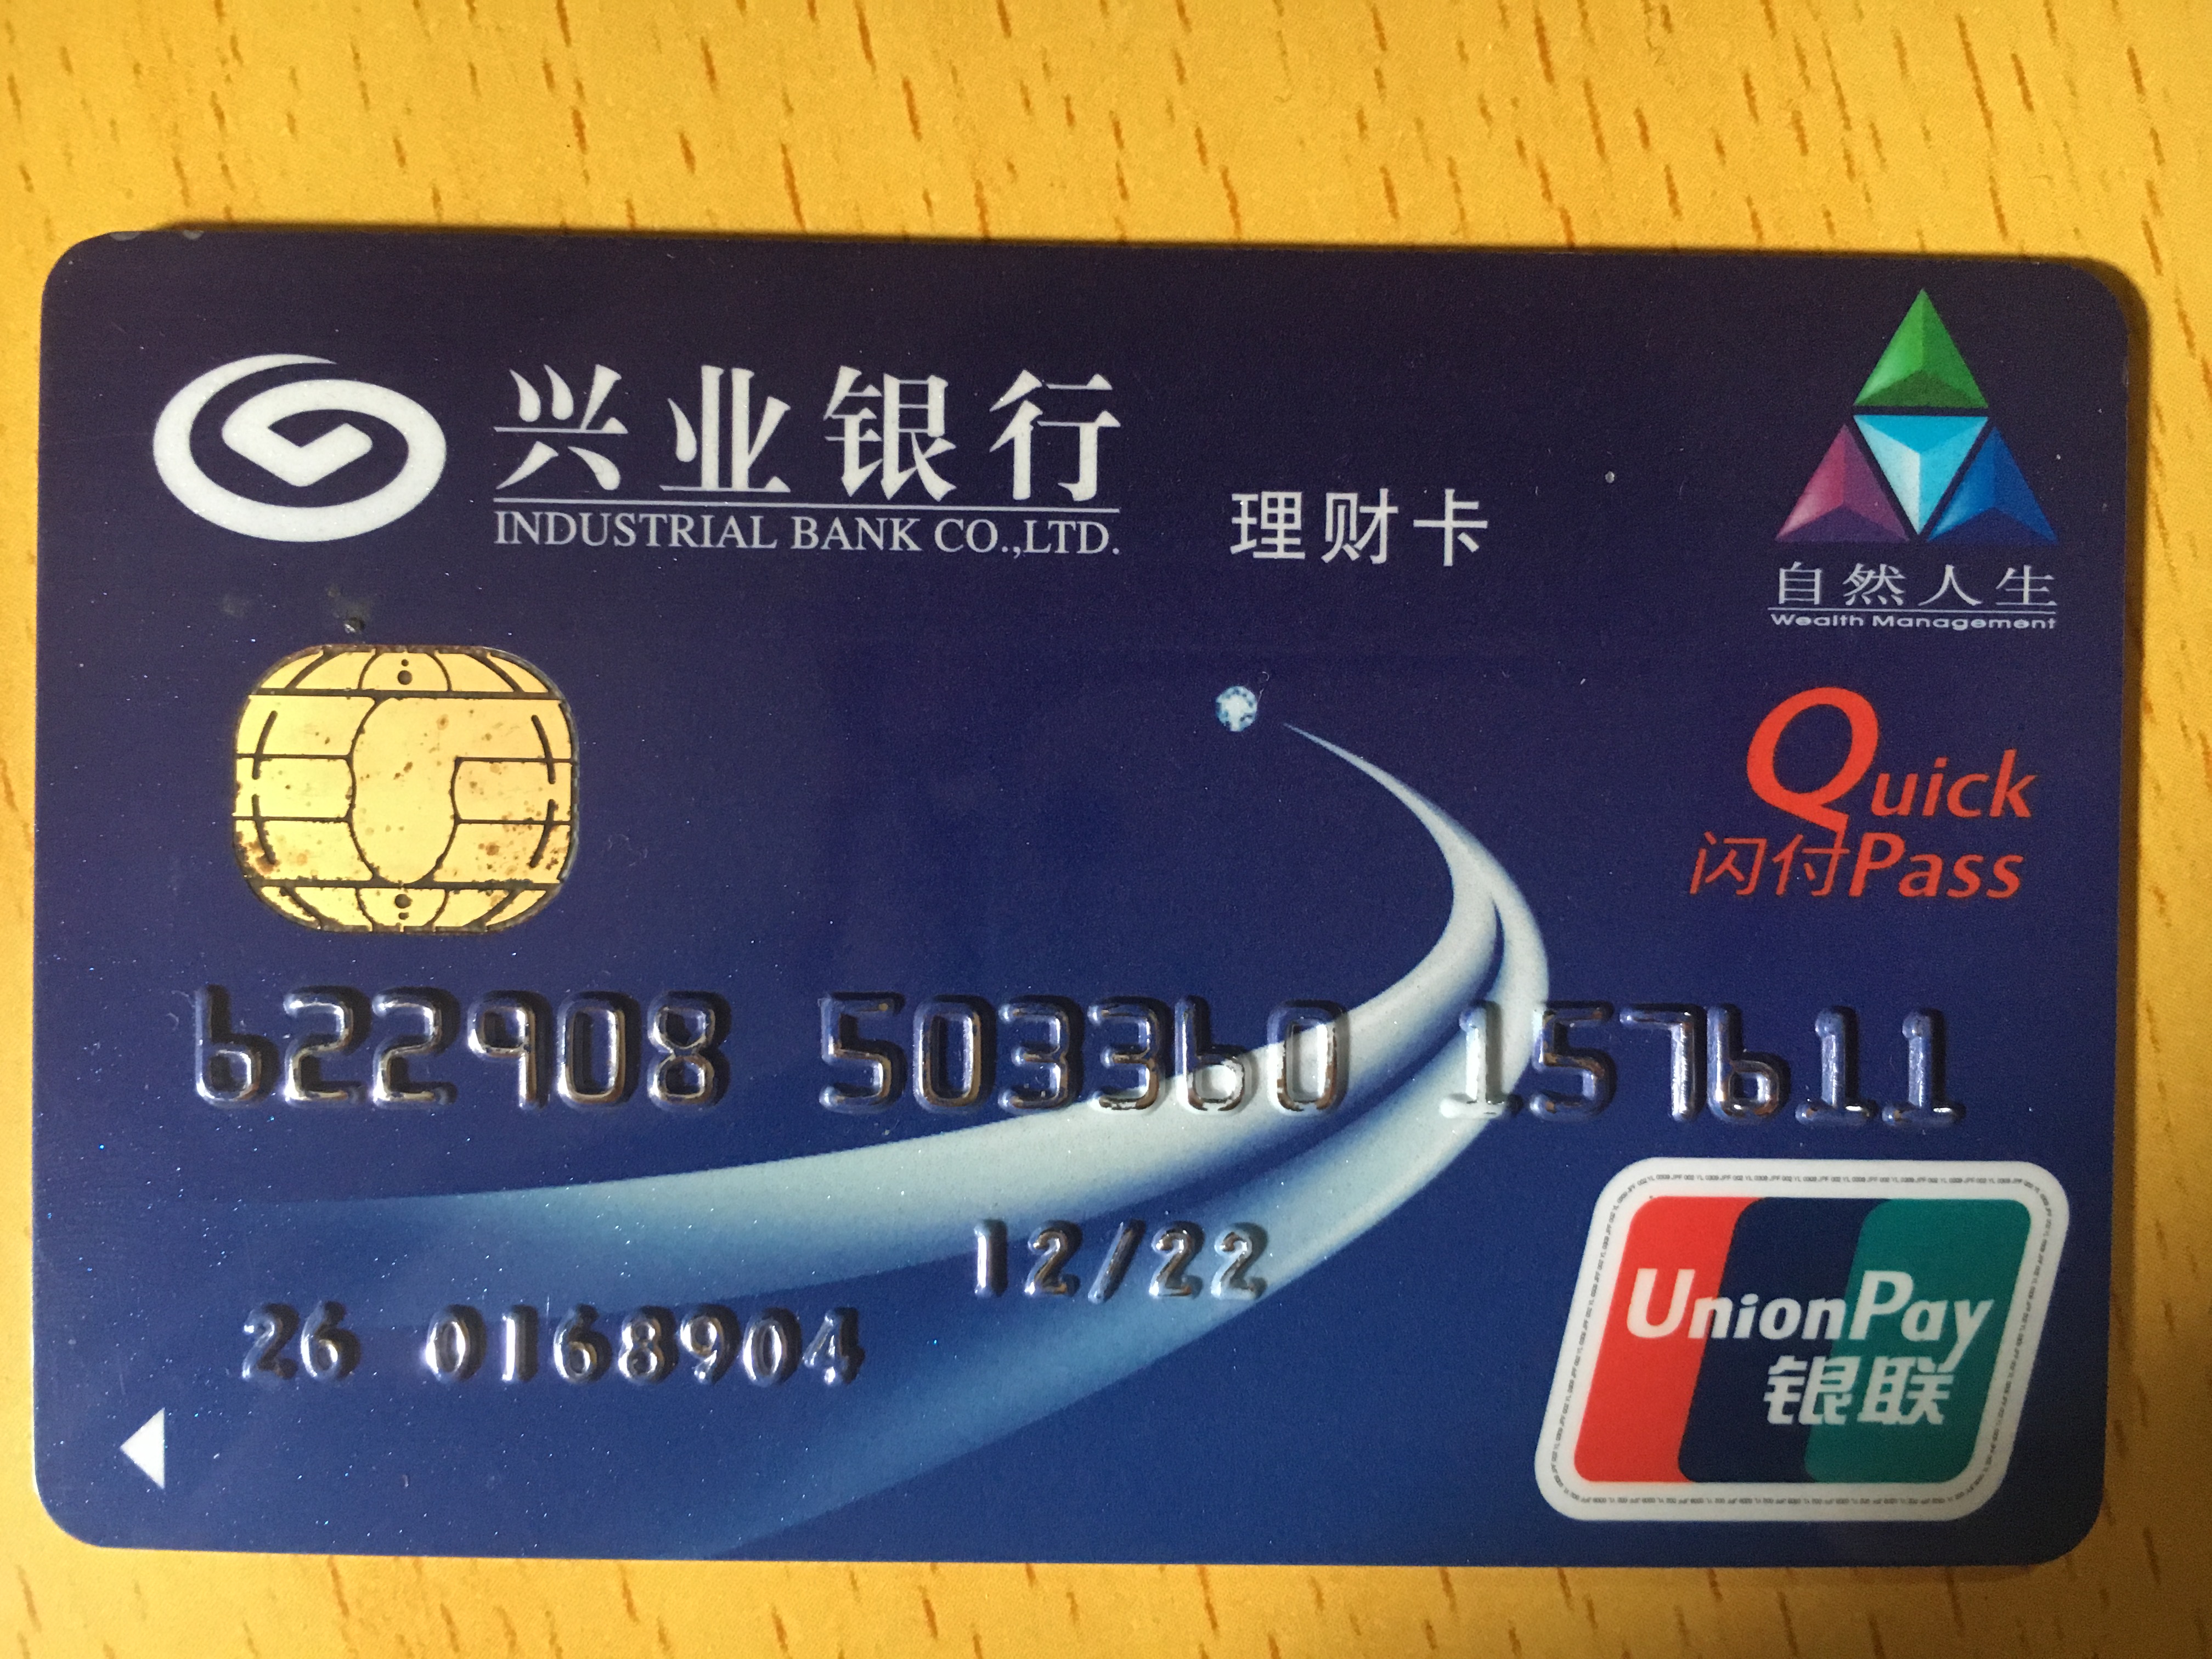 兴业银行
INDUSTRIAL BANK CO.,LTD.
理财卡
自然人生
Wealth Management
Quick
闪付Pass
622908 503360 157611
12/22
26 0168904
UnionPay
银联